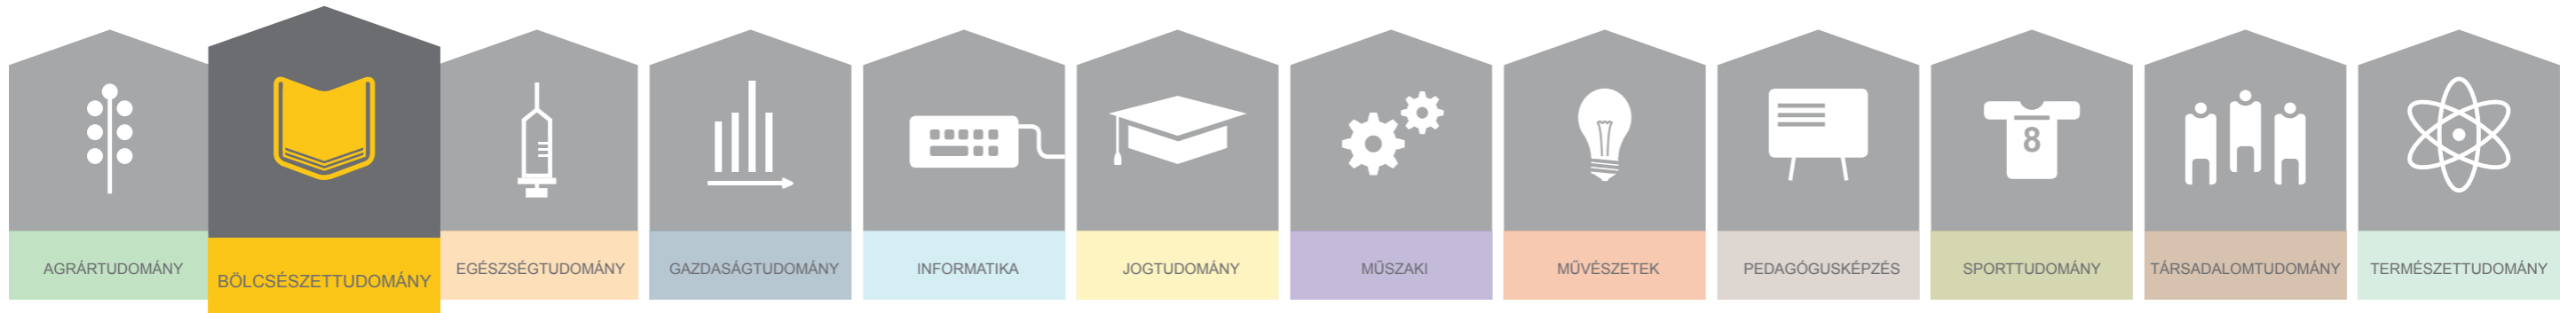 8
AGRÁRTUDOMÁNY
BÖLCSÉSZETTUDOMÁNY
EGÉSZSÉGTUDOMÁNY
GAZDASÁGTUDOMÁNY
INFORMATIKA
JOGTUDOMÁNY
MŰSZAKI
MŰVÉSZETEK
PEDAGÓGUSKÉPZÉS
SPORTTUDOMÁNY
TÁRSADALOMTUDOMÁNY
TERMÉSZETTUDOMÁNY